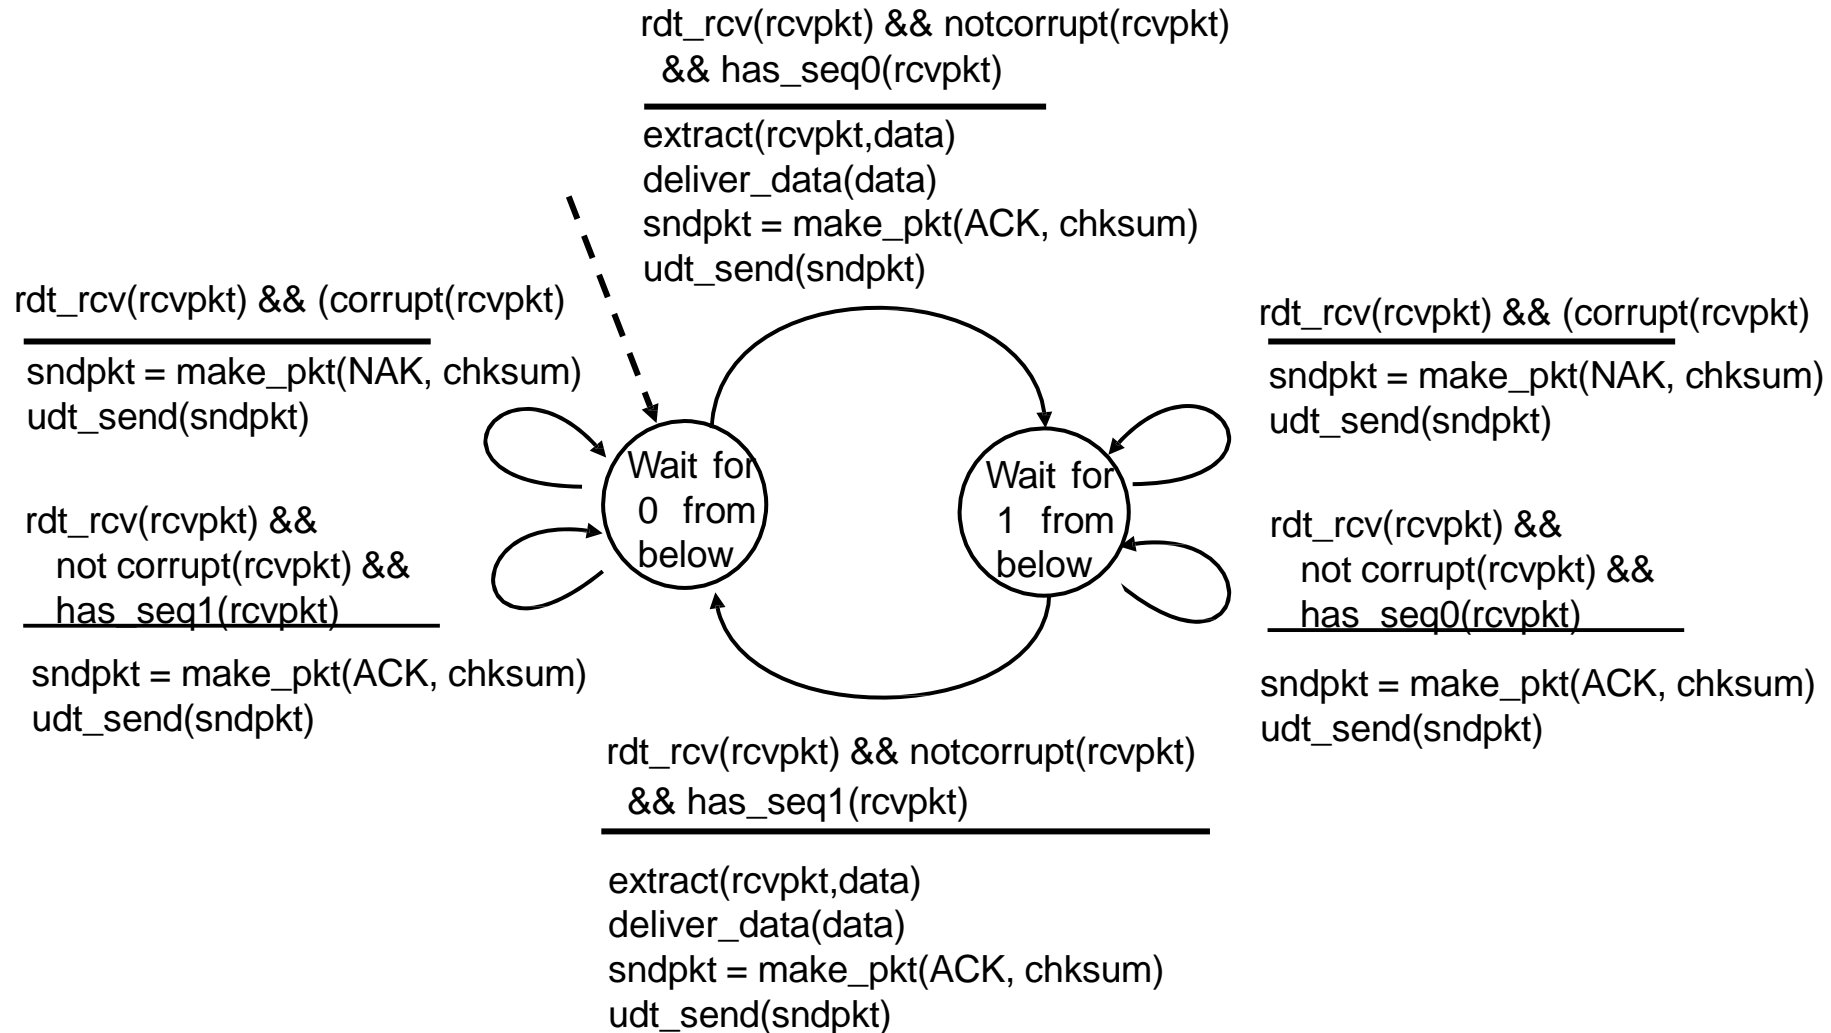 rdt_rcv(rcvpkt) && notcorrupt(rcvpkt)
&& has_seq0(rcvpkt)
extract(rcvpkt,data)
deliver_data(data)
sndpkt = make_pkt(ACK, chksum)
udt_send(sndpkt)
rdt_rcv(rcvpkt) && (corrupt(rcvpkt)
sndpkt = make_pkt(NAK, chksum)
udt_send(sndpkt)
rdt_rcv(rcvpkt) &&
not corrupt(rcvpkt) &&
has_seq1(rcvpkt)
sndpkt = make_pkt(ACK, chksum)
udt_send(sndpkt)
Wait for
0 from
below
Wait for
1 from
below
rdt_rcv(rcvpkt) && (corrupt(rcvpkt)
sndpkt = make_pkt(NAK, chksum)
udt_send(sndpkt)
rdt_rcv(rcvpkt) &&
not corrupt(rcvpkt) &&
has_seq0(rcvpkt)
sndpkt = make_pkt(ACK, chksum)
udt_send(sndpkt)
rdt_rcv(rcvpkt) && notcorrupt(rcvpkt)
&& has_seq1(rcvpkt)
extract(rcvpkt,data)
deliver_data(data)
sndpkt = make_pkt(ACK, chksum)
udt_send(sndpkt)